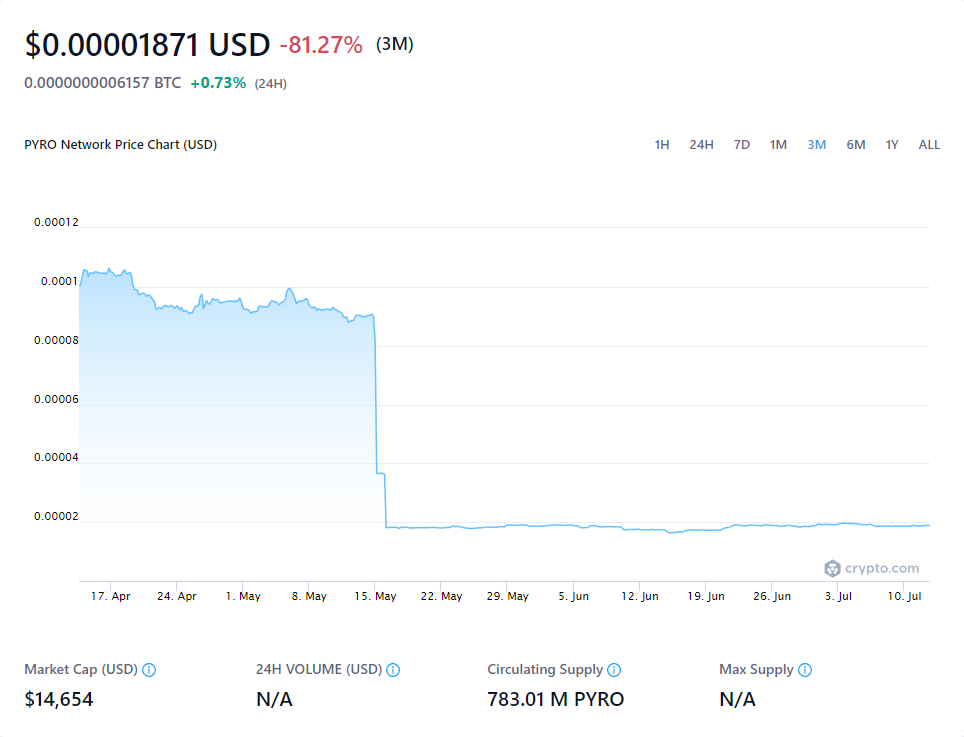 $0.00001871 USD -81.27% (3M)
0.0000000006157 BTC +0.73% (24H)
PYRO Network Price Chart (USD) 1H 24H 7D 1M 3M 6M 1Y ALL
0.00012
0.0001
0.00008
0.00006
0.00004
0.00002
crypto.com
17. Apr 24. Apr 1. May 8. May 15. May 22. May 29. May 5. Jun 12. Jun 19. Jun 26. Jun 3. Jul 10. Jul
Market Cap (USD) 24H VOLUME (USD) Circulating Supply Max Supply
$14,654 N/A 783.01 M PYRO N/A